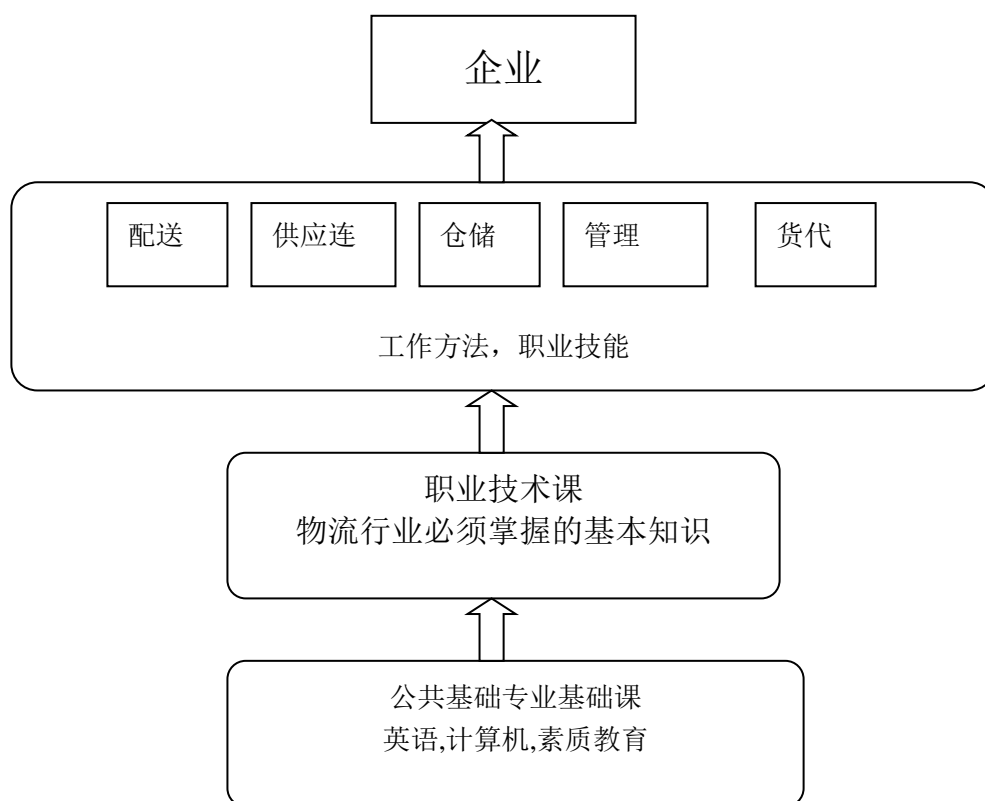 企业
配送 供应连 仓储 管理 货代
工作方法，职业技能
职业技术课
物流行业必须掌握的基本知识
公共基础专业基础课
英语,计算机,素质教育